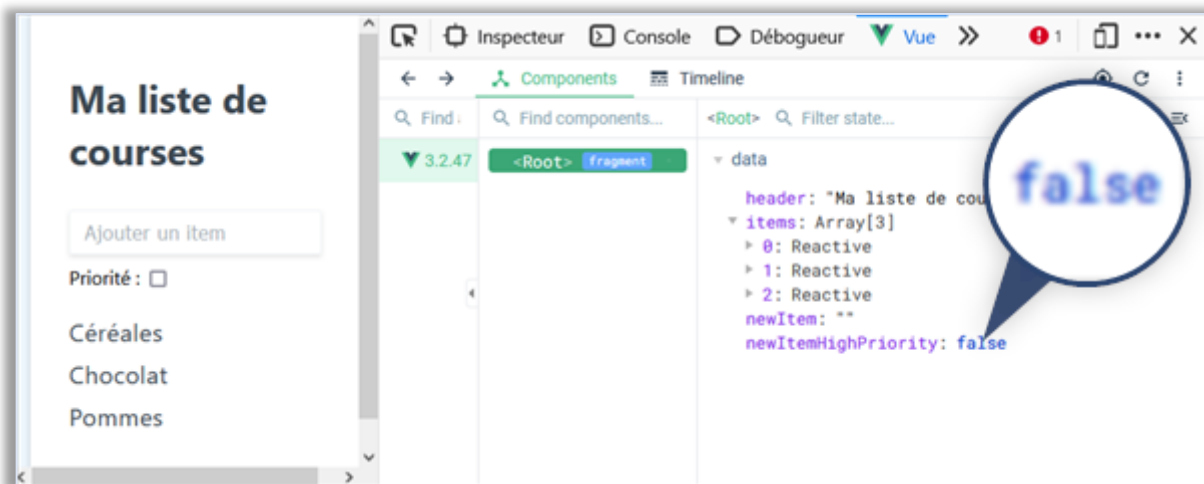 Ma liste de
courses
Ajouter un item
Priorité :
Céréales
Chocolat
Pommes
Inspecteur Console Débogueur Vue 1
Components Timeline
Find Find components... <Root> Filter state...
3.2.47 <Root> fragment data
header: "Ma liste de cou
items: Array[3]
0: Reactive
1: Reactive
2: Reactive
newItem: ""
newItemHighPriority: false
false